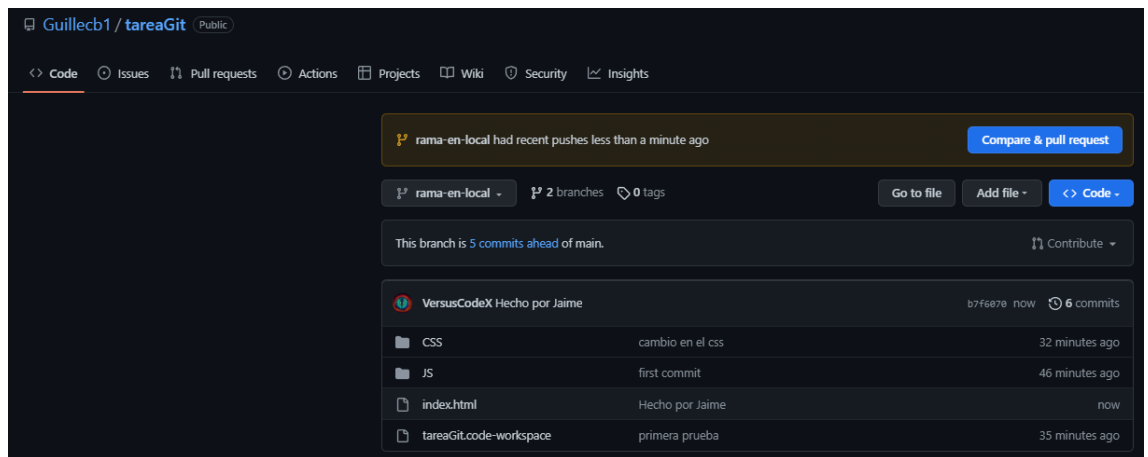 Guillecb1 / tareaGit Public
Code Issues Pull requests Actions Projects Wiki Security Insights
rama-en-local had recent pushes less than a minute ago Compare & pull request
rama-en-local 2 branches 0 tags Go to file Add file <> Code
This branch is 5 commits ahead of main. Contribute
VersusCodeX Hecho por Jaime b7f6070 now 6 commits
CSS cambio en el css 32 minutes ago
JS first commit 46 minutes ago
index.html Hecho por Jaime now
tareaGit.code-workspace primera prueba 35 minutes ago